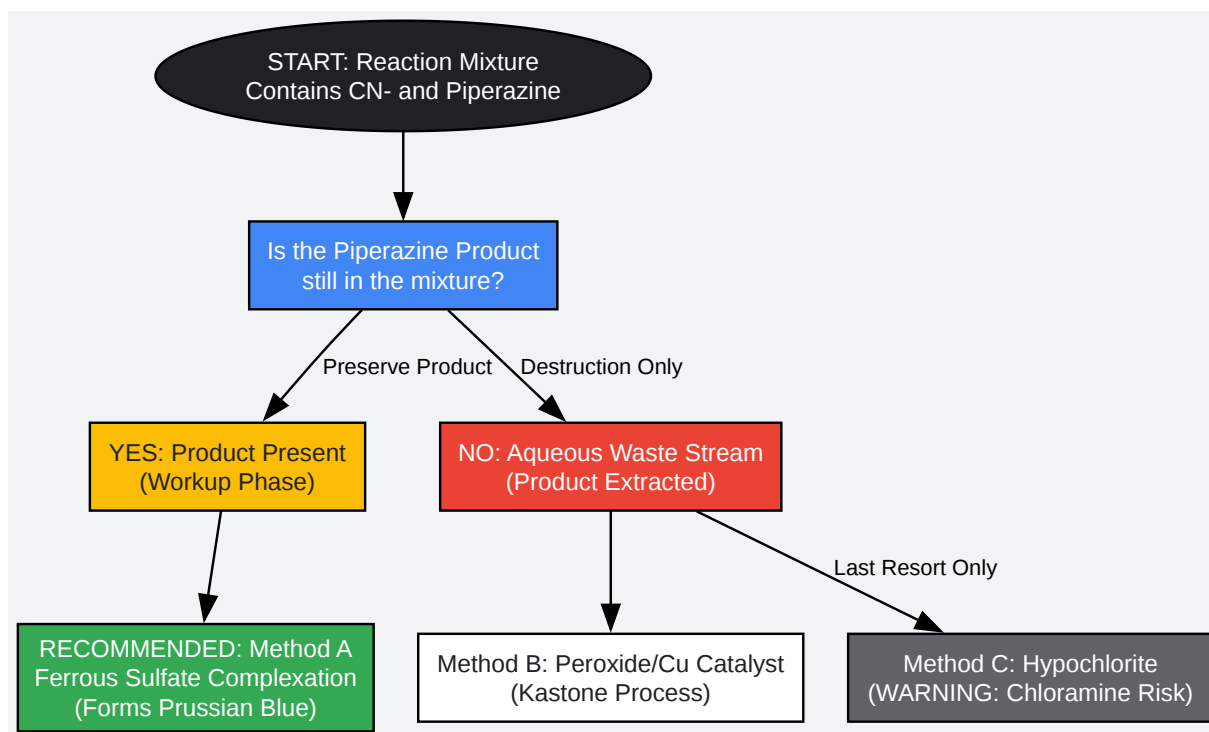 START: Reaction Mixture
Contains CN- and Piperazine
Is the Piperazine Product
still in the mixture?
Preserve Product
Destruction Only
YES: Product Present
(Workup Phase)
NO: Aqueous Waste Stream
(Product Extracted)
Last Resort Only
RECOMMENDED: Method A
Ferrous Sulfate Complexation
(Forms Prussian Blue)
Method B: Peroxide/Cu Catalyst
(Kastone Process)
Method C: Hypochlorite
(WARNING: Chloramine Risk)